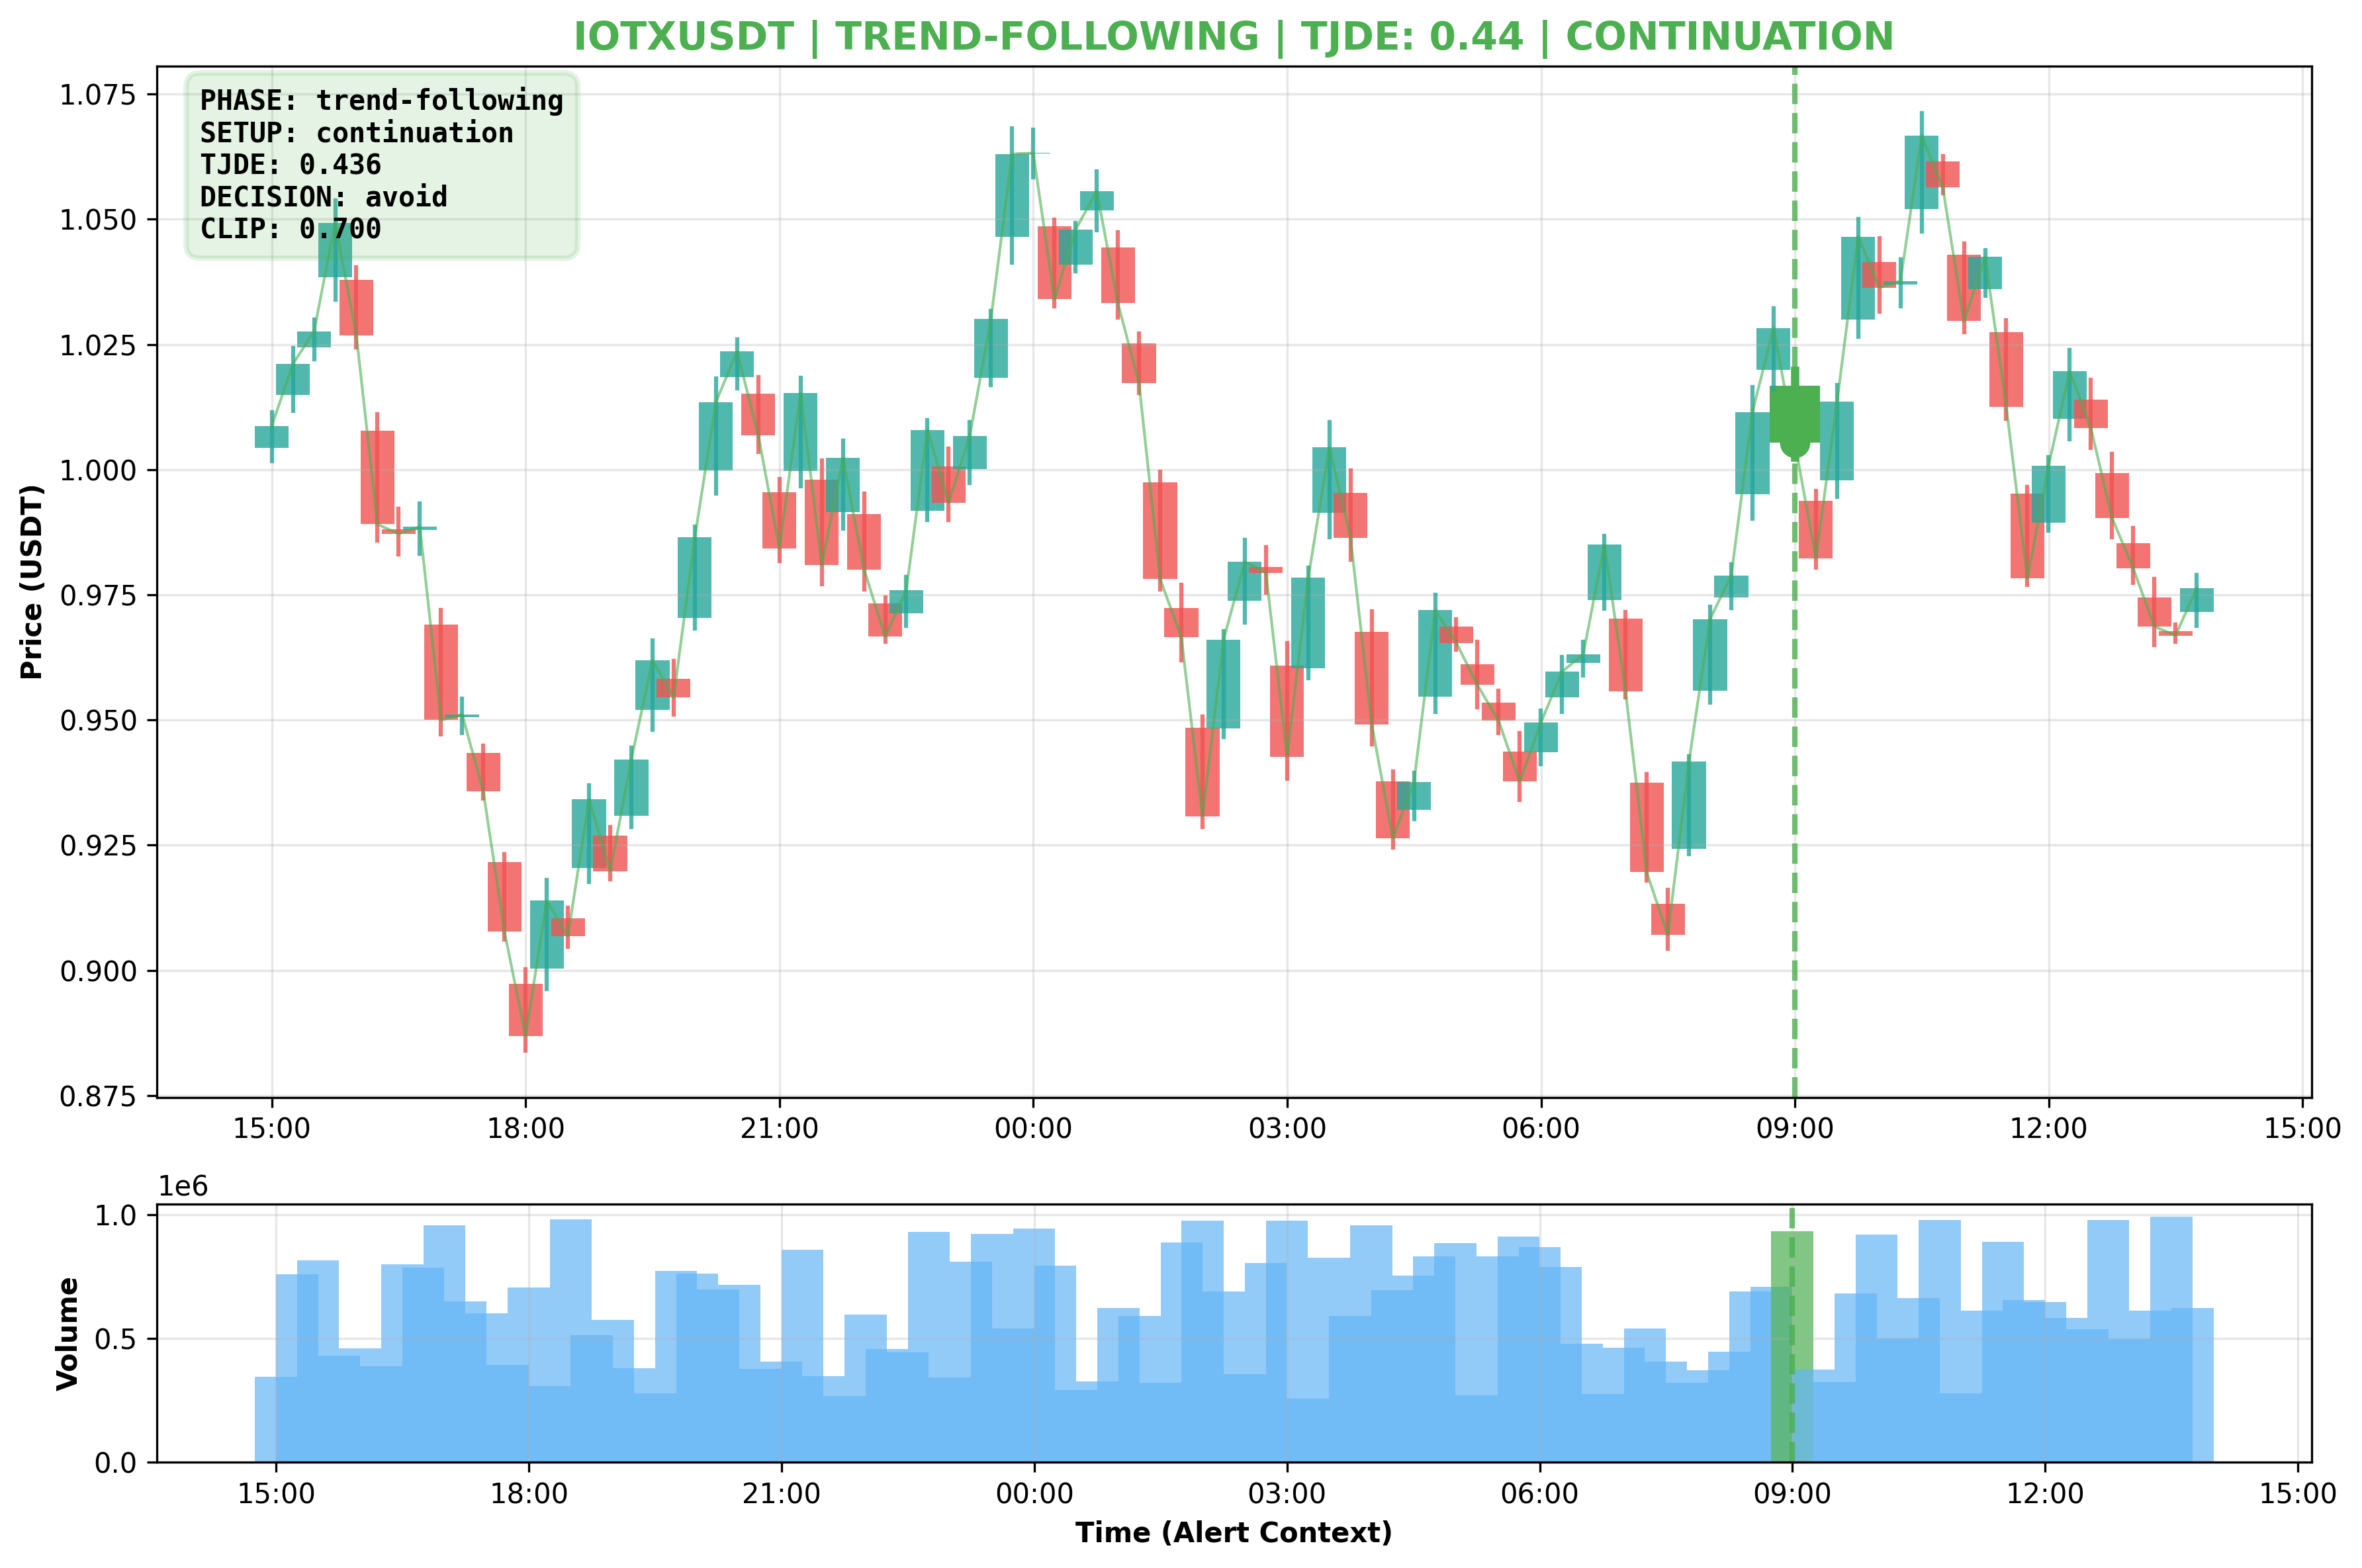 IOTXUSDT | TREND-FOLLOWING | TJDE: 0.44 | CONTINUATION
PHASE: trend-following
SETUP: continuation
TJDE: 0.436
DECISION: avoid
CLIP: 0.700
Price (USDT)
1.075
1.050
1.025
1.000
0.975
0.950
0.925
0.900
0.875
15:00 18:00 21:00 00:00 03:00 06:00 09:00 12:00 15:00
1e6
Volume
1.0
0.5
0.0
15:00 18:00 21:00 00:00 03:00 06:00 09:00 12:00 15:00
Time (Alert Context)